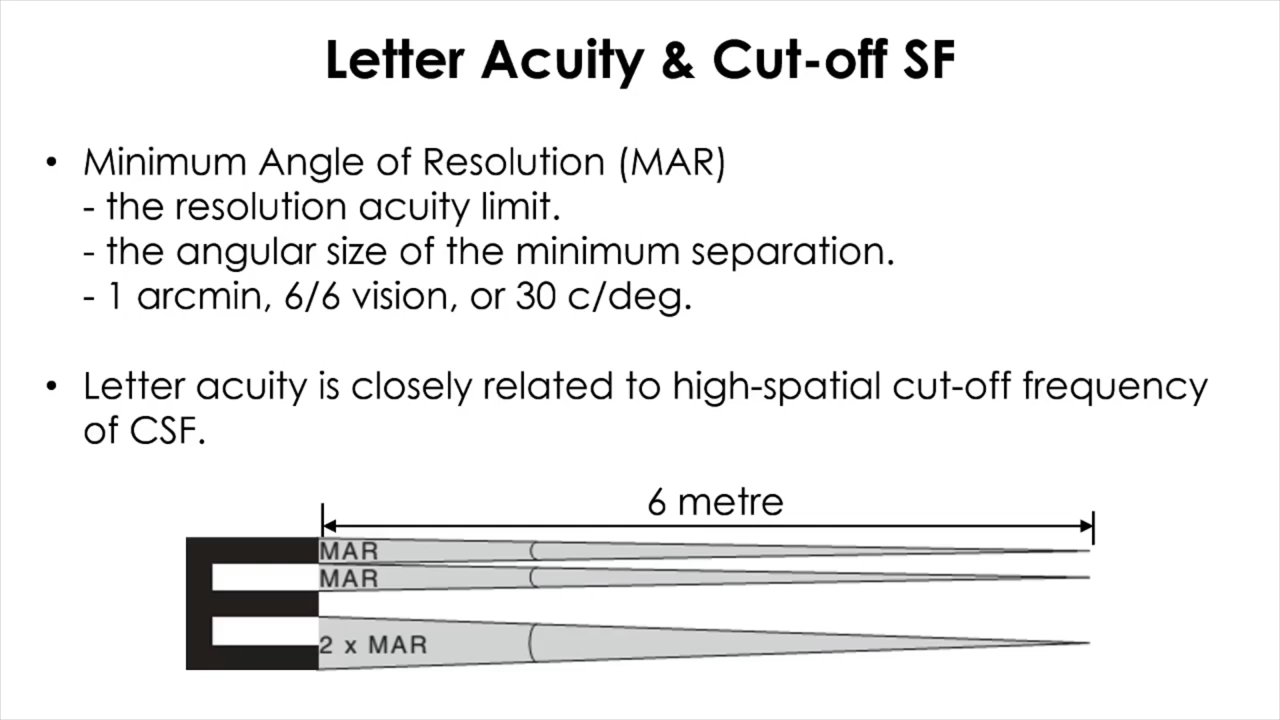 Letter Acuity & Cut-off SF
• Minimum Angle of Resolution (MAR)
- the resolution acuity limit.
- the angular size of the minimum separation.
- 1 arcmin, 6/6 vision, or 30 c/deg.
• Letter acuity is closely related to high-spatial cut-off frequency
of CSF.
6 metre
MAR
MAR
2 x MAR